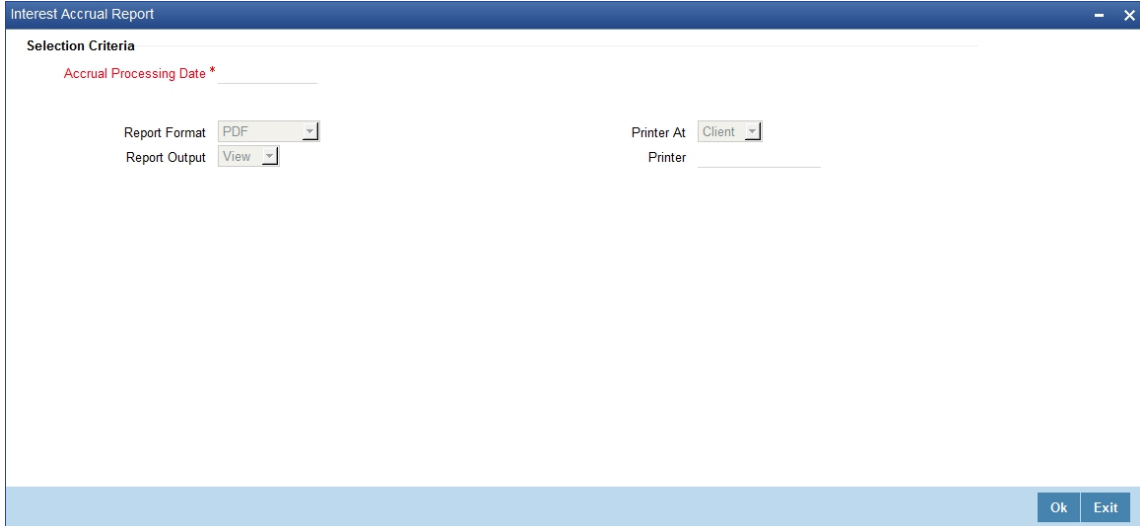 Interest Accrual Report
Selection Criteria
Accrual Processing Date *
Report Format PDF Printer At Client
Report Output View Printer
Ok Exit